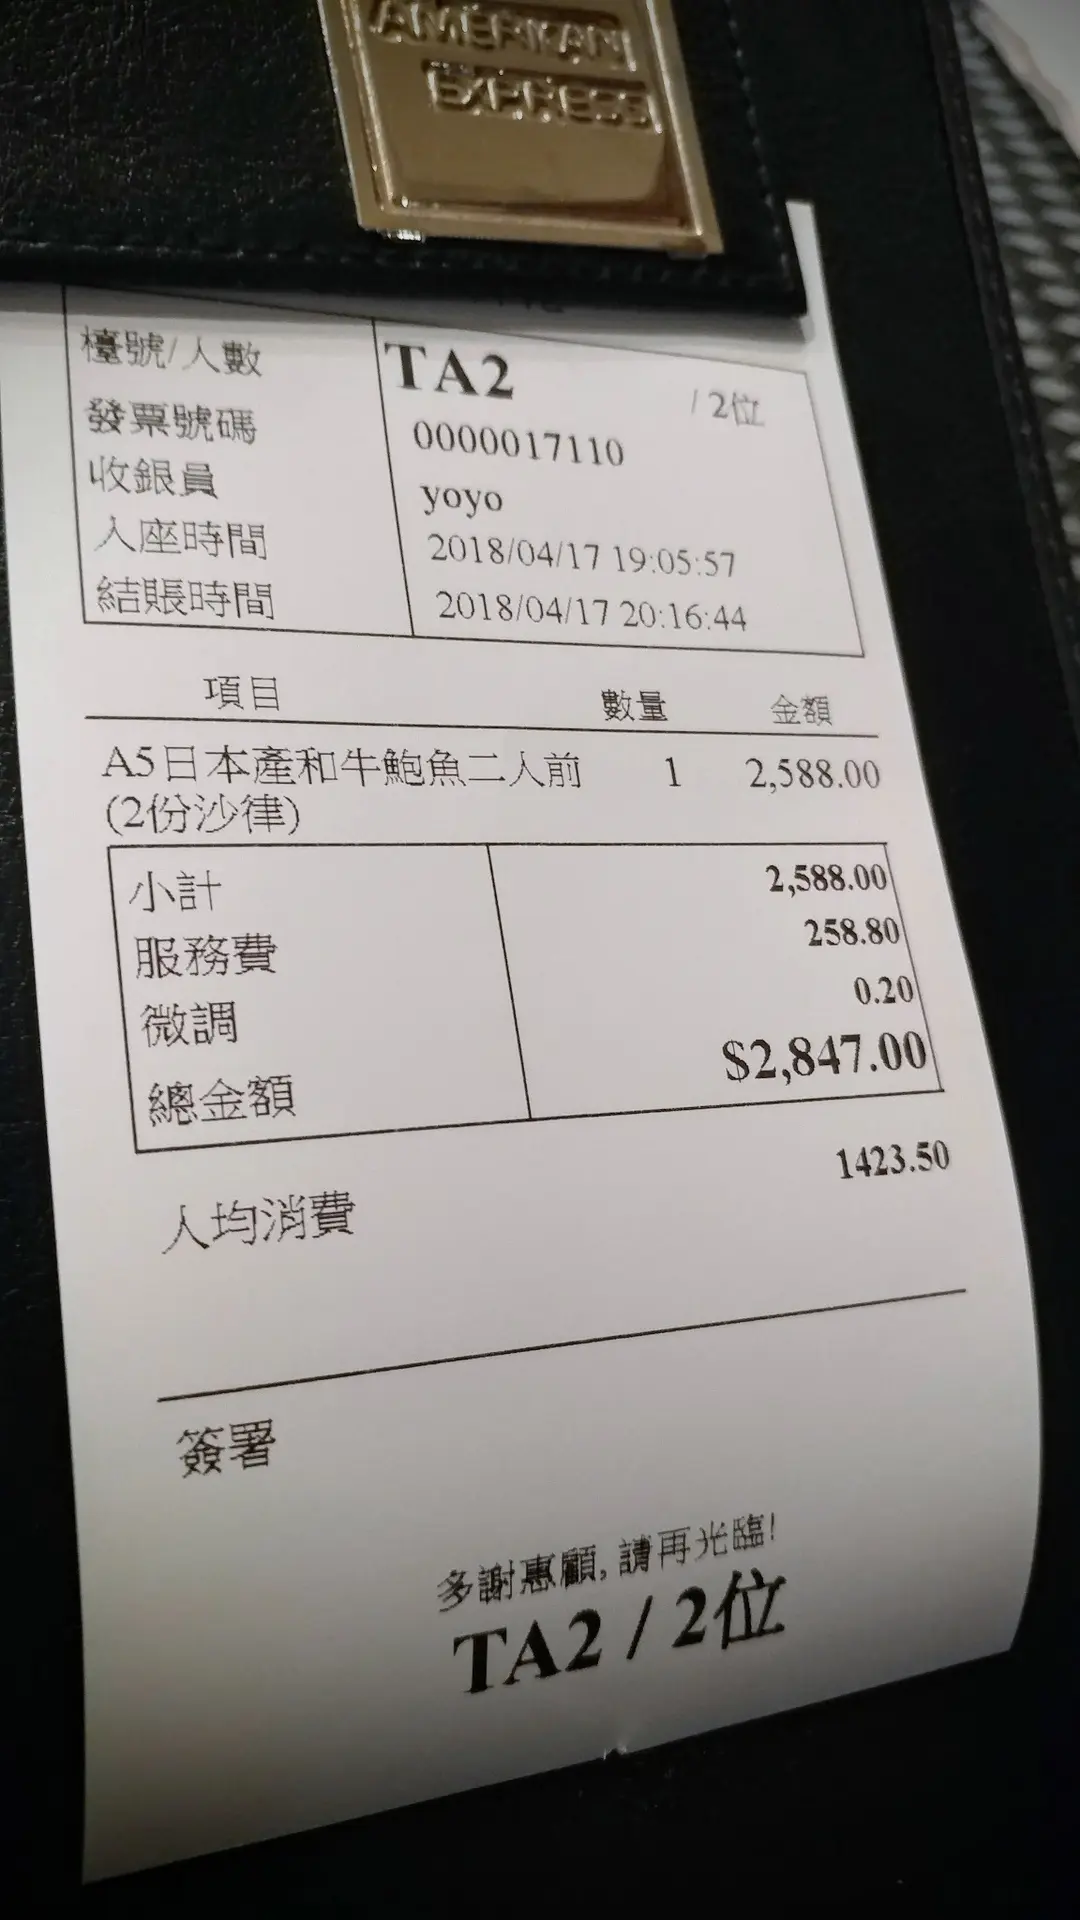 AMERICAN
EXPRESS
檯號/人數 TA2 / 2位
發票號碼 0000017110
收銀員 yoyo
入座時間 2018/04/17 19:05:57
結賬時間 2018/04/17 20:16:44
項目 數量 金額
A5日本產和牛鮑魚二人前 1 2,588.00
(2份沙律)
小計 2,588.00
服務費 258.80
微調 0.20
總金額 $2,847.00
人均消費 1423.50
簽署
多謝惠顧, 請再光臨!
TA2 / 2位